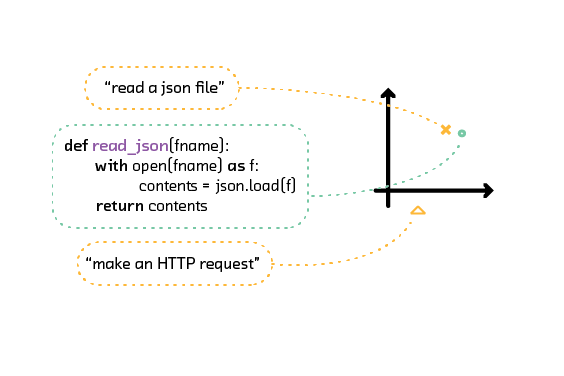 “read a json file”
def read_json(fname):
with open(fname) as f:
contents = json.load(f)
return contents
“make an HTTP request”